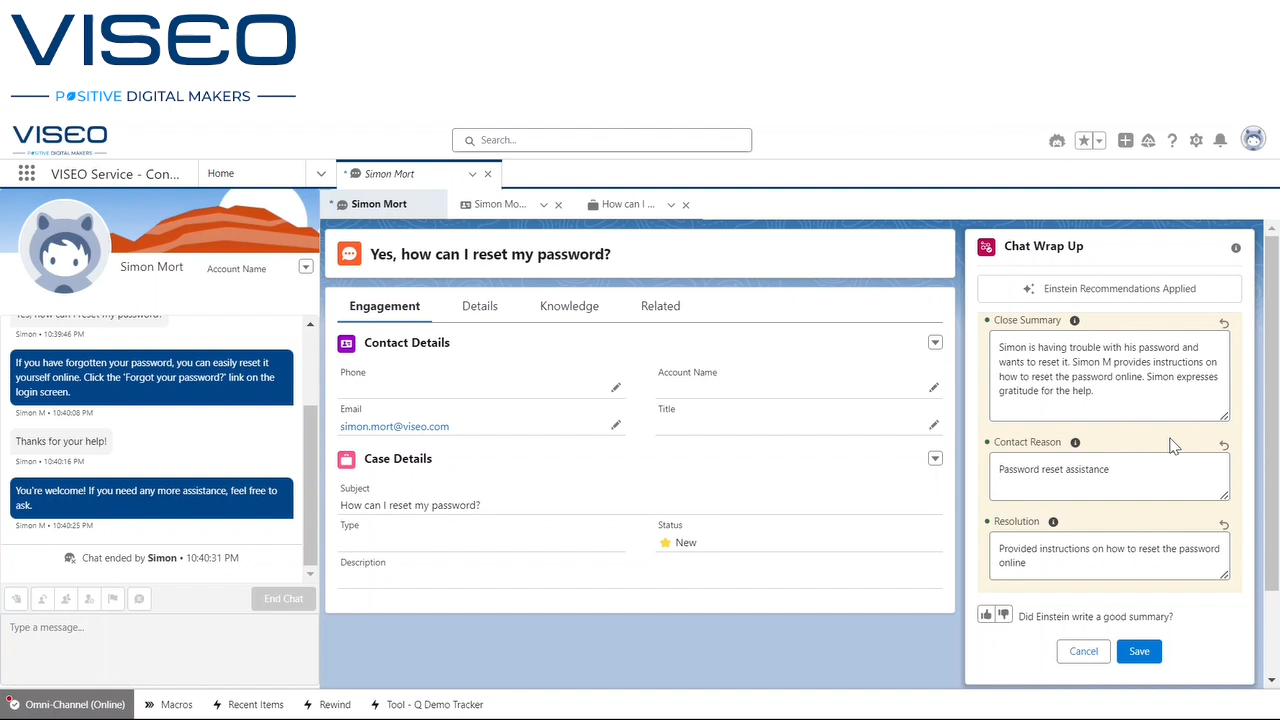 VISEO
POSITIVE DIGITAL MAKERS
VISEO
POSITIVE DIGITAL MAKERS
Search...
VISEO Service - Con...
Home
* Simon Mort
* Simon Mort
Simon Mo...
How can I ...
Simon Mort
Account Name
Yes, how can I reset my password?
Simon • 10:39:46 PM
If you have forgotten your password, you can easily reset it
yourself online. Click the 'Forgot your password?' link on the
login screen.
Simon M • 10:40:08 PM
Thanks for your help!
Simon • 10:40:16 PM
You're welcome! If you need any more assistance, feel free to
ask.
Simon M • 10:40:25 PM
Chat ended by Simon • 10:40:31 PM
End Chat
Type a message...
Yes, how can I reset my password?
Engagement
Details
Knowledge
Related
Contact Details
Phone
Account Name
Email
Title
simon.mort@viseo.com
Case Details
Subject
How can I reset my password?
Type
Status
New
Description
Chat Wrap Up
Einstein Recommendations Applied
Close Summary
Simon is having trouble with his password and
wants to reset it. Simon M provides instructions on
how to reset the password online. Simon expresses
gratitude for the help.
Contact Reason
Password reset assistance
Resolution
Provided instructions on how to reset the password
online
Did Einstein write a good summary?
Cancel
Save
Omni-Channel (Online)
Macros
Recent Items
Rewind
Tool - Q Demo Tracker